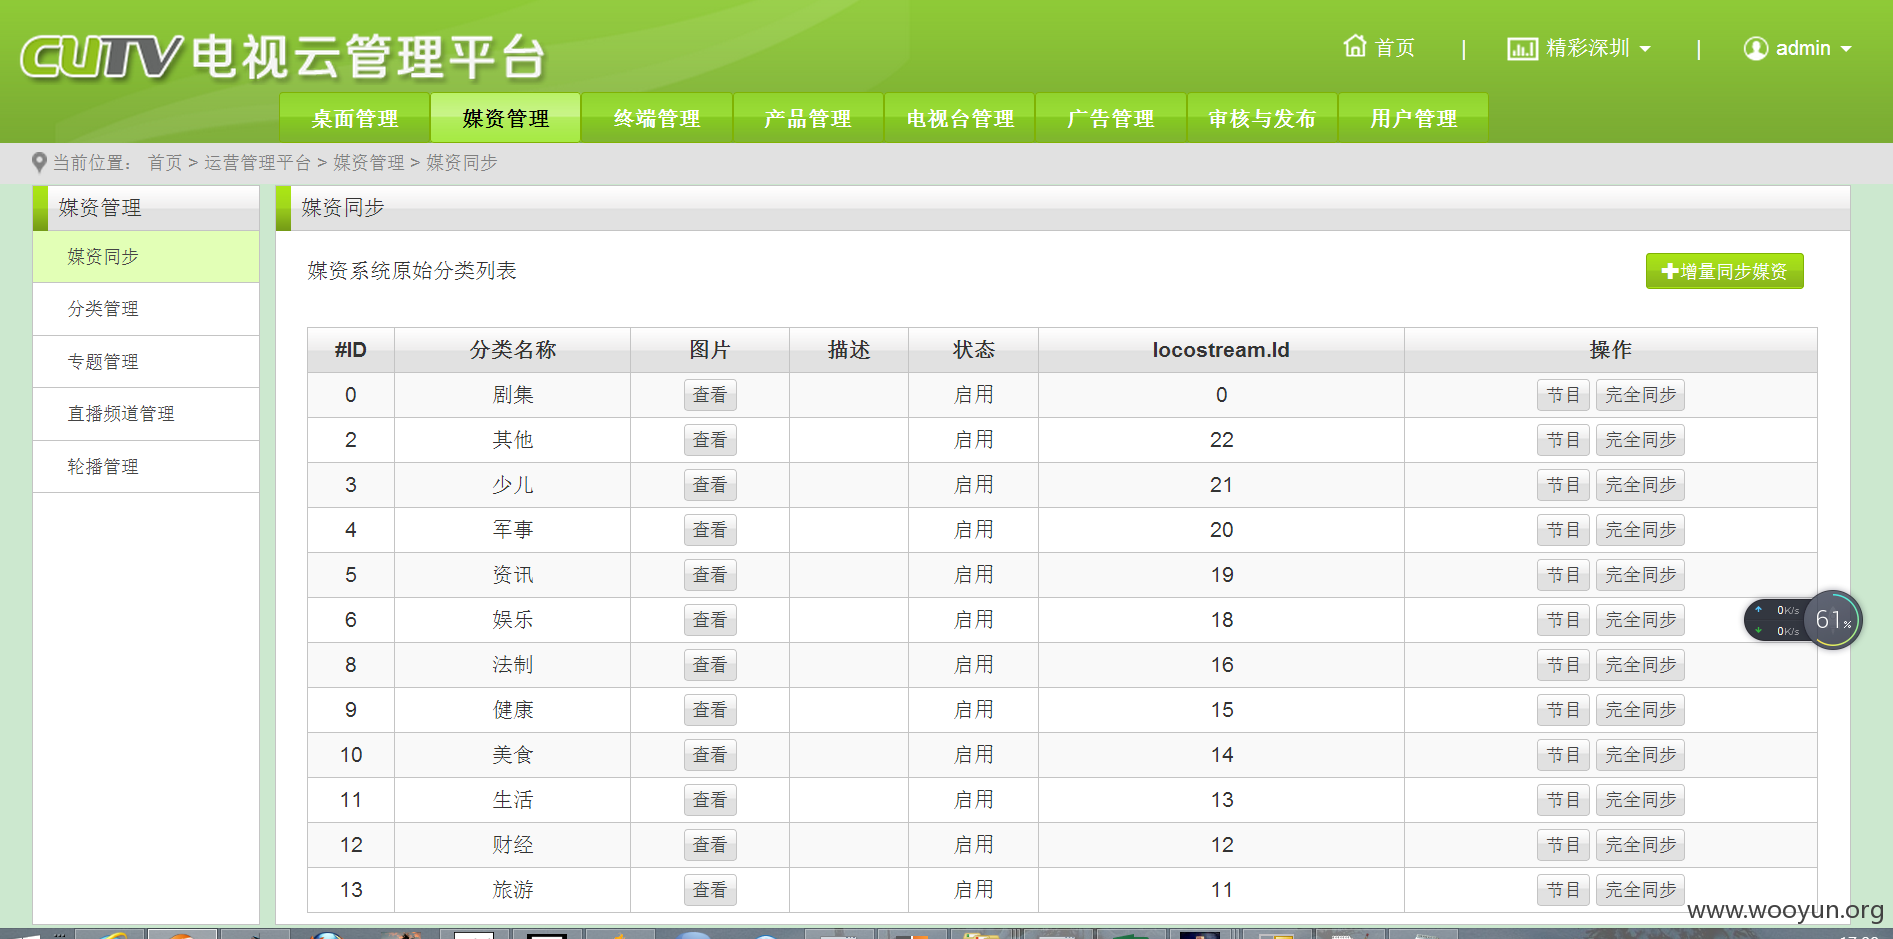 CUTV 电视云管理平台
首页 | 精彩深圳 | admin
桌面管理 媒资管理 终端管理 产品管理 电视台管理 广告管理 审核与发布 用户管理
当前位置： 首页 > 运营管理平台 > 媒资管理 > 媒资同步
媒资管理
媒资同步
分类管理
专题管理
直播频道管理
轮播管理
媒资同步
媒资系统原始分类列表
增量同步媒资
#ID 分类名称 图片 描述 状态 locostream.Id 操作
0 剧集 查看 启用 0 节目 完全同步
2 其他 查看 启用 22 节目 完全同步
3 少儿 查看 启用 21 节目 完全同步
4 军事 查看 启用 20 节目 完全同步
5 资讯 查看 启用 19 节目 完全同步
6 娱乐 查看 启用 18 节目 完全同步
8 法制 查看 启用 16 节目 完全同步
9 健康 查看 启用 15 节目 完全同步
10 美食 查看 启用 14 节目 完全同步
11 生活 查看 启用 13 节目 完全同步
12 财经 查看 启用 12 节目 完全同步
13 旅游 查看 启用 11 节目 完全同步
0K/s
0K/s
61%
www.wooyun.org